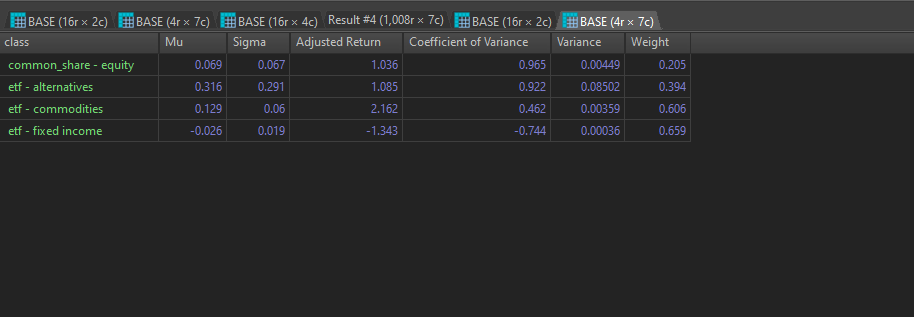 BASE (16r × 2c) BASE (4r × 7c) BASE (16r × 4c) Result #4 (1,008r × 7c) BASE (16r × 2c) BASE (4r × 7c)
class Mu Sigma Adjusted Return Coefficient of Variance Variance Weight
common_share - equity 0.069 0.067 1.036 0.965 0.00449 0.205
etf - alternatives 0.316 0.291 1.085 0.922 0.08502 0.394
etf - commodities 0.129 0.06 2.162 0.462 0.00359 0.606
etf - fixed income -0.026 0.019 -1.343 -0.744 0.00036 0.659